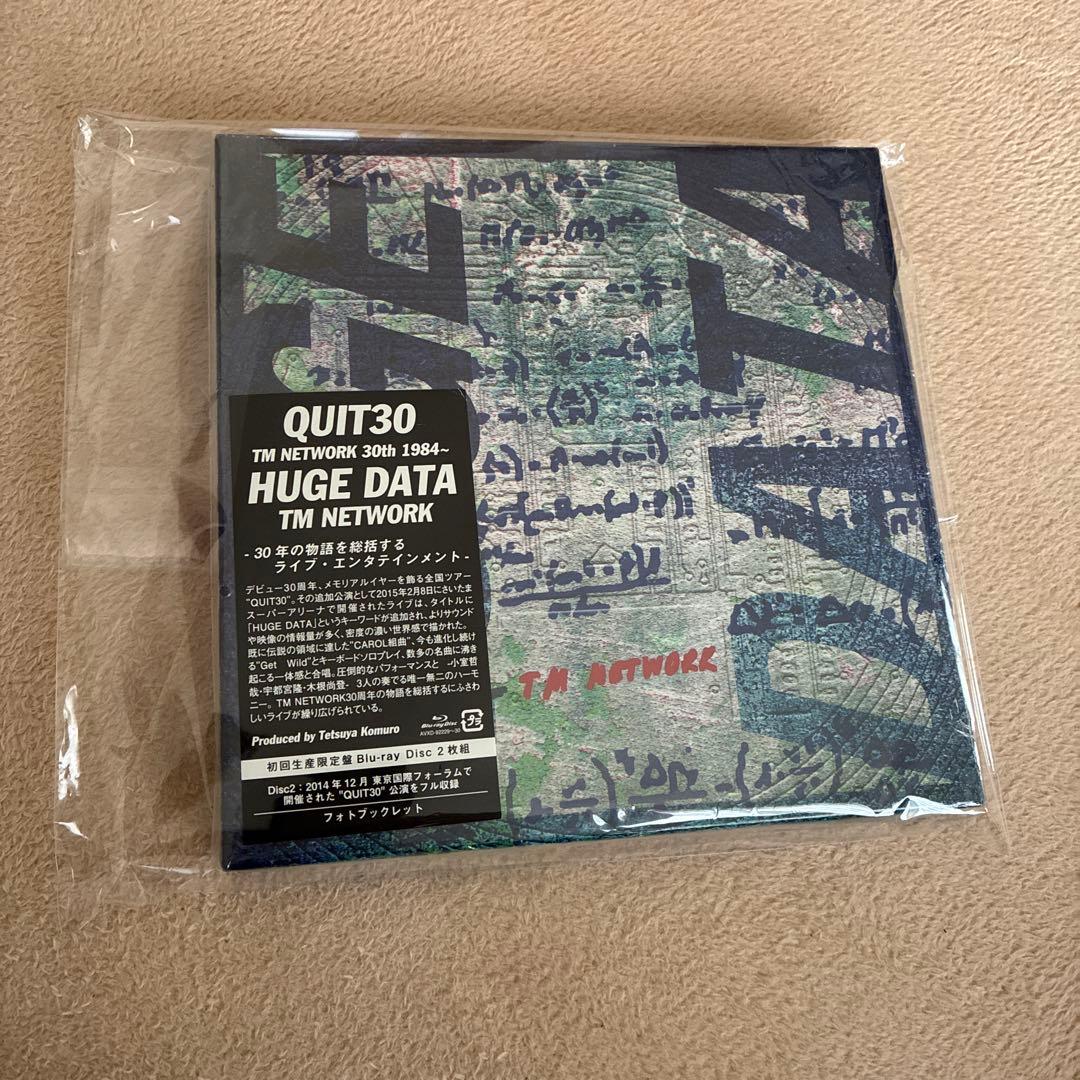 HUGE
DATA
TM NETWORK
QUIT30
TM NETWORK 30th 1984~
HUGE DATA
TM NETWORK
- 30年の物語を総括する
ライブ・エンタテインメント -
デビュー30周年、メモリアルイヤーを飾る全国ツアー
"QUIT30"。その追加公演として2015年2月8日にさいたま
スーパーアリーナで開催されたライブは、タイトルに
「HUGE DATA」というキーワードが追加され、よりサウンド
や映像の情報量が多く、密度の濃い世界感で描かれた。
既に伝説の領域に達した"CAROL組曲"、今も進化し続け
る"Get Wild"とキーボードソロプレイ、数多の名曲に沸き
起こる一体感と合唱。圧倒的なパフォーマンスと -小室哲
哉・宇都宮隆・木根尚登- 3人の奏でる唯一無二のハーモ
ニー。TM NETWORK30周年の物語を総括するにふさわ
しいライブが繰り広げられている。
Produced by Tetsuya Komuro
Blu-ray Disc
AVXD-92229~30
プラ
初回生産限定盤 Blu-ray Disc 2枚組
Disc2:2014年12月 東京国際フォーラムで
開催された "QUIT30" 公演をフル収録
フォトブックレット